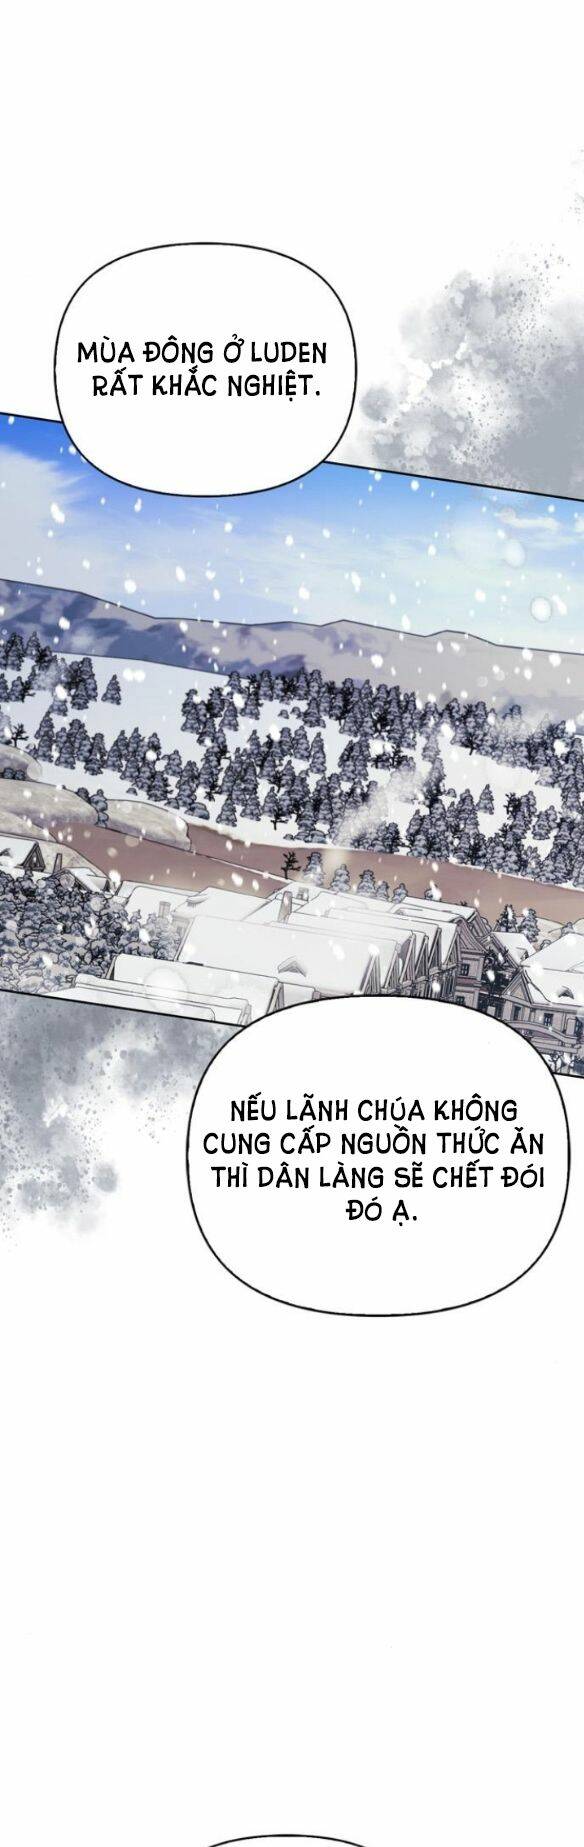 MÙA ĐÔNG Ở LUDEN
RẤT KHẮC NGHIỆT.
NẾU LÃNH CHÚA KHÔNG
CUNG CẤP NGUỒN THỨC ĂN
THÌ DÂN LÀNG SẼ CHẾT ĐÓI
ĐÓ Ạ.